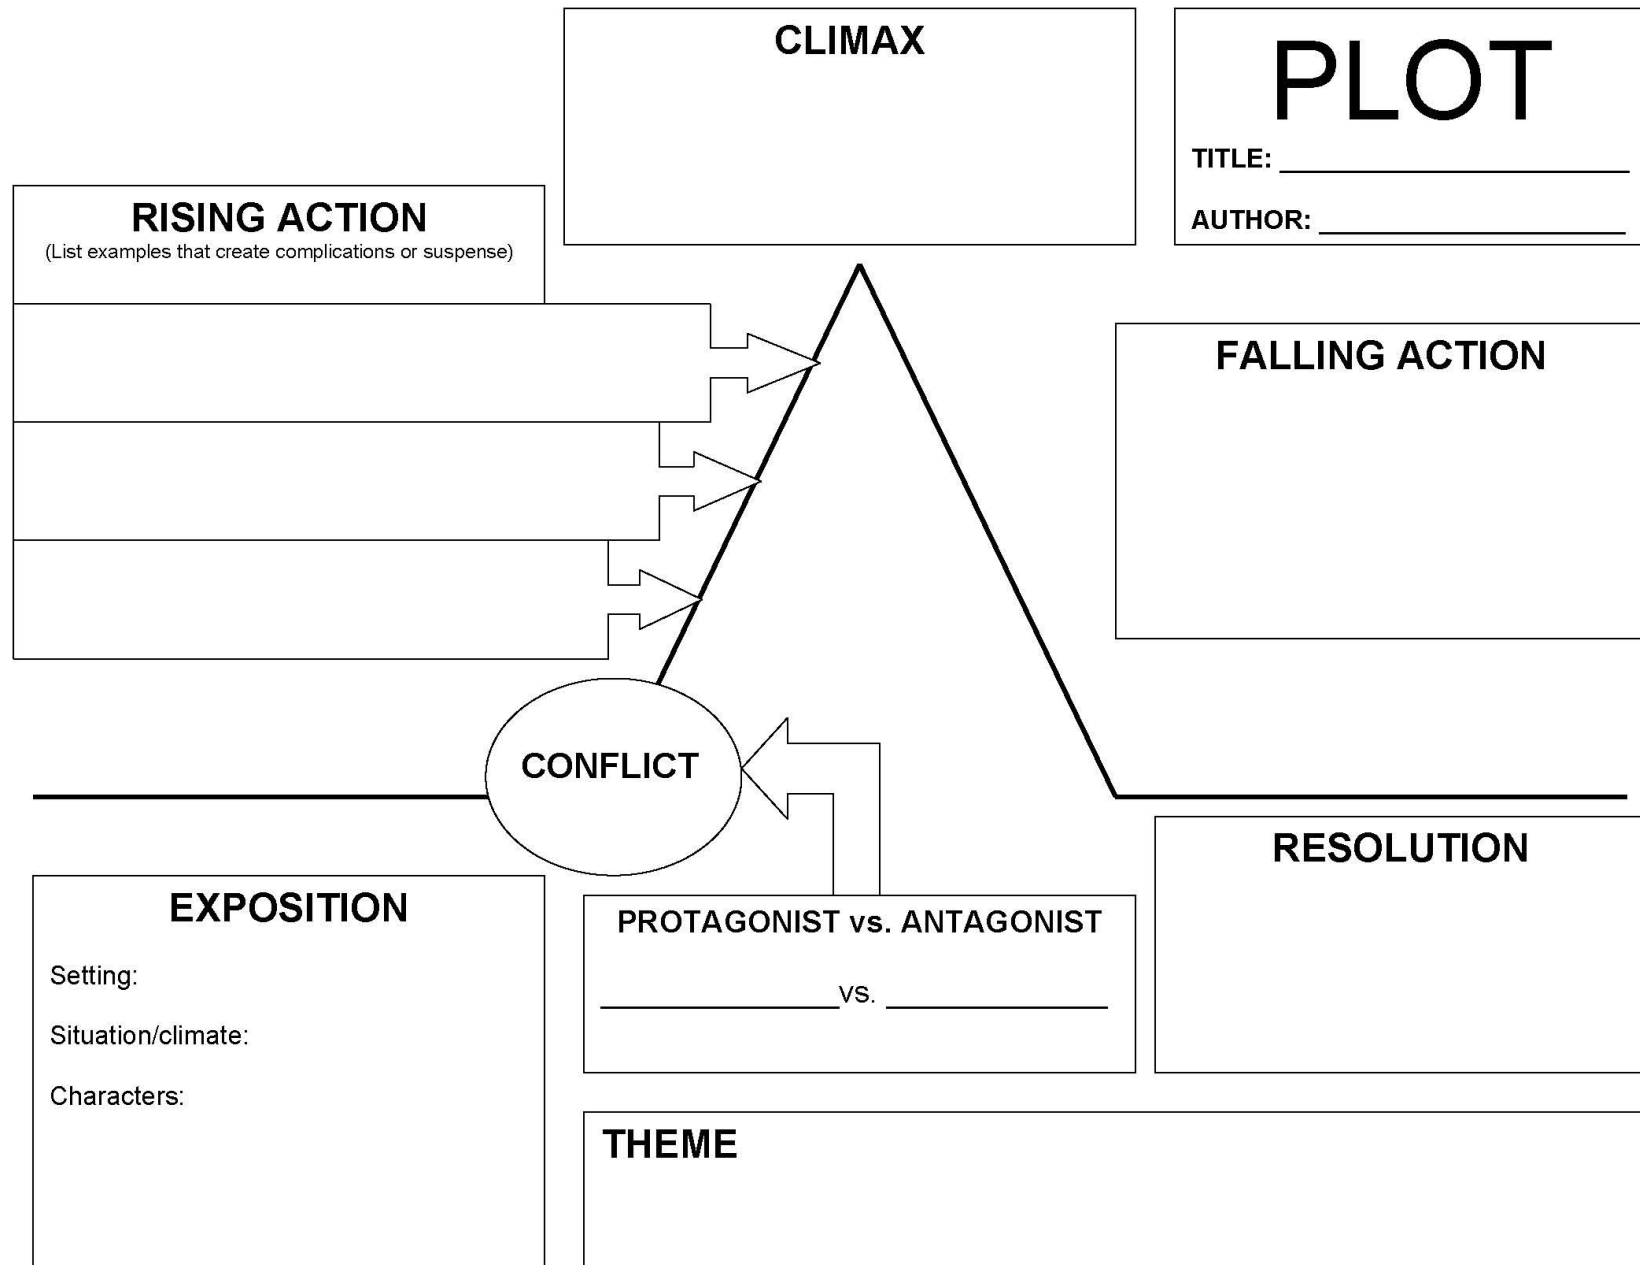 CLIMAX
PLOT
TITLE:
AUTHOR:
RISING ACTION
(List examples that create complications or suspense)
FALLING ACTION
CONFLICT
RESOLUTION
EXPOSITION
Setting:
Situation/climate:
Characters:
PROTAGONIST vs. ANTAGONIST
vs.
THEME